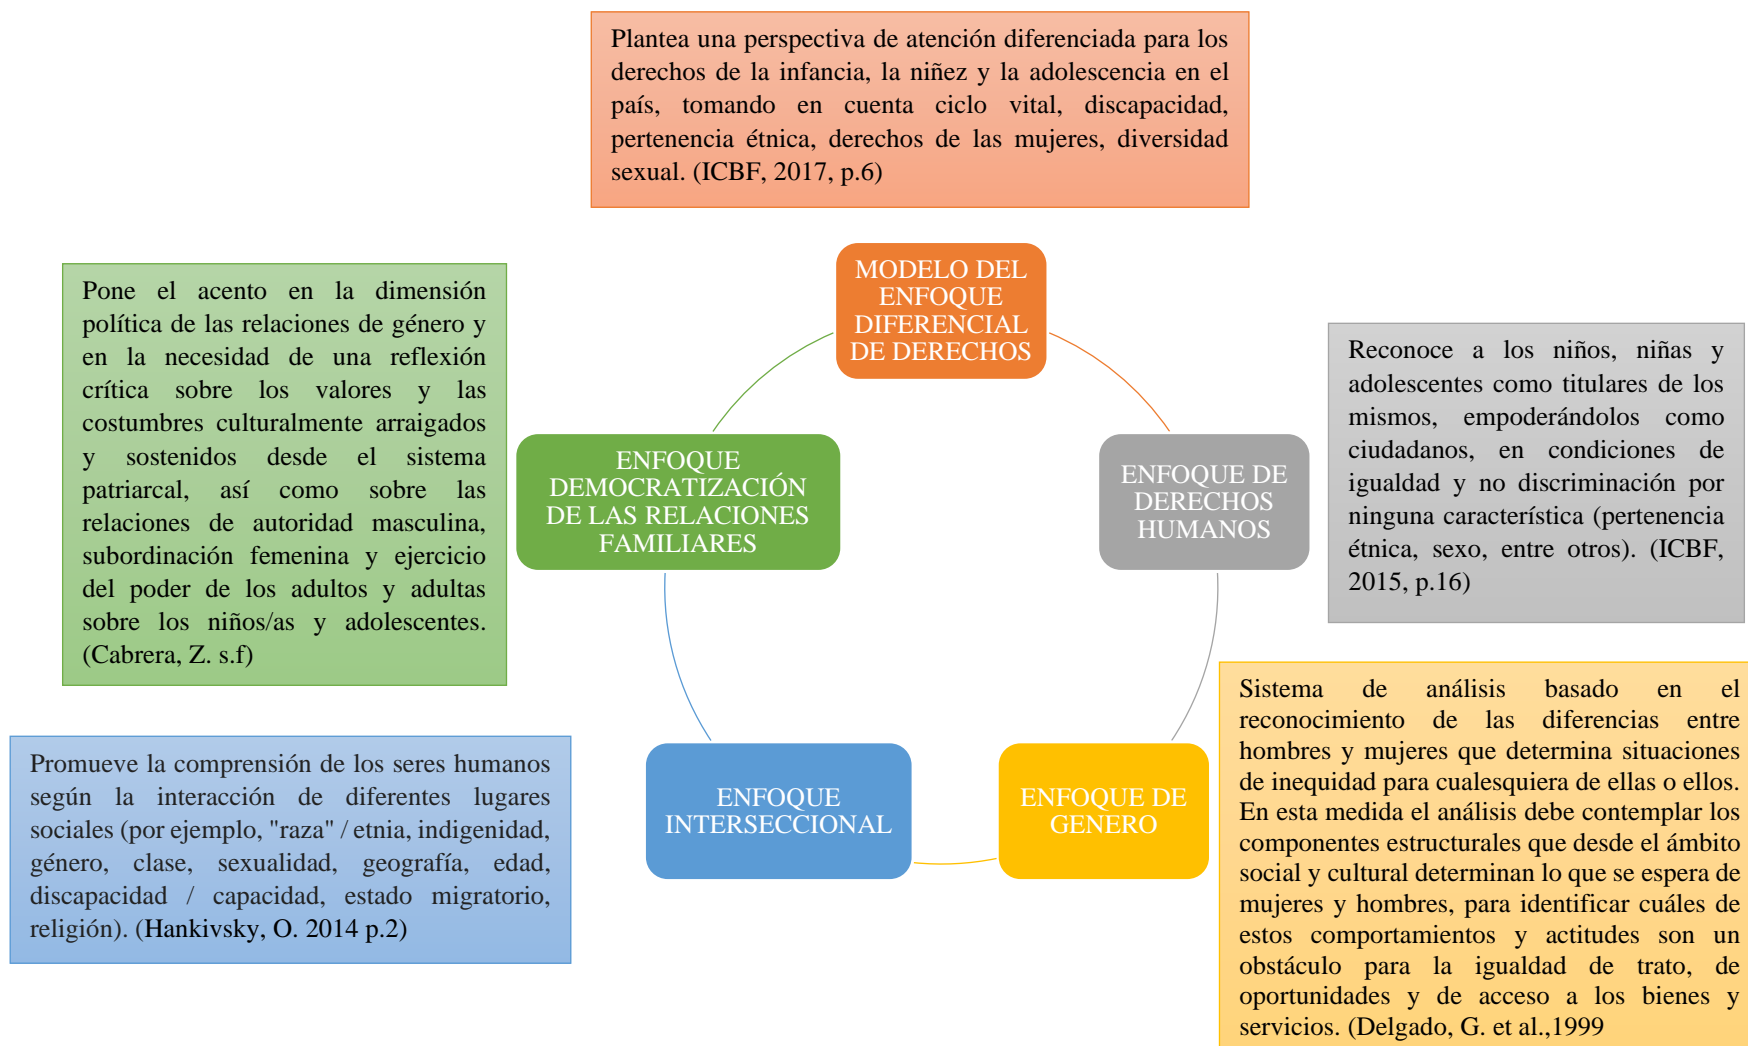 Plantea una perspectiva de atención diferenciada para los
derechos de la infancia, la niñez y la adolescencia en el
país, tomando en cuenta ciclo vital, discapacidad,
pertenencia étnica, derechos de las mujeres, diversidad
sexual. (ICBF, 2017, p.6)
MODELO DEL
ENFOQUE
DIFERENCIAL
DE DERECHOS
Pone el acento en la dimensión
política de las relaciones de género y
en la necesidad de una reflexión
crítica sobre los valores y las
costumbres culturalmente arraigados
y sostenidos desde el sistema
patriarcal, así como sobre las
relaciones de autoridad masculina,
subordinación femenina y ejercicio
del poder de los adultos y adultas
sobre los niños/as y adolescentes.
(Cabrera, Z. s.f)
ENFOQUE
DEMOCRATIZACIÓN
DE LAS RELACIONES
FAMILIARES
ENFOQUE DE
DERECHOS
HUMANOS
Reconoce a los niños, niñas y
adolescentes como titulares de los
mismos, empoderándolos como
ciudadanos, en condiciones de
igualdad y no discriminación por
ninguna característica (pertenencia
étnica, sexo, entre otros). (ICBF,
2015, p.16)
Promueve la comprensión de los seres humanos
según la interacción de diferentes lugares
sociales (por ejemplo, "raza" / etnia, indigenidad,
género, clase, sexualidad, geografía, edad,
discapacidad / capacidad, estado migratorio,
religión). (Hankivsky, O. 2014 p.2)
ENFOQUE
INTERSECCIONAL
ENFOQUE DE
GENERO
Sistema de análisis basado en el
reconocimiento de las diferencias entre
hombres y mujeres que determina situaciones
de inequidad para cualesquiera de ellas o ellos.
En esta medida el análisis debe contemplar los
componentes estructurales que desde el ámbito
social y cultural determinan lo que se espera de
mujeres y hombres, para identificar cuáles de
estos comportamientos y actitudes son un
obstáculo para la igualdad de trato, de
oportunidades y de acceso a los bienes y
servicios. (Delgado, G. et al.,1999